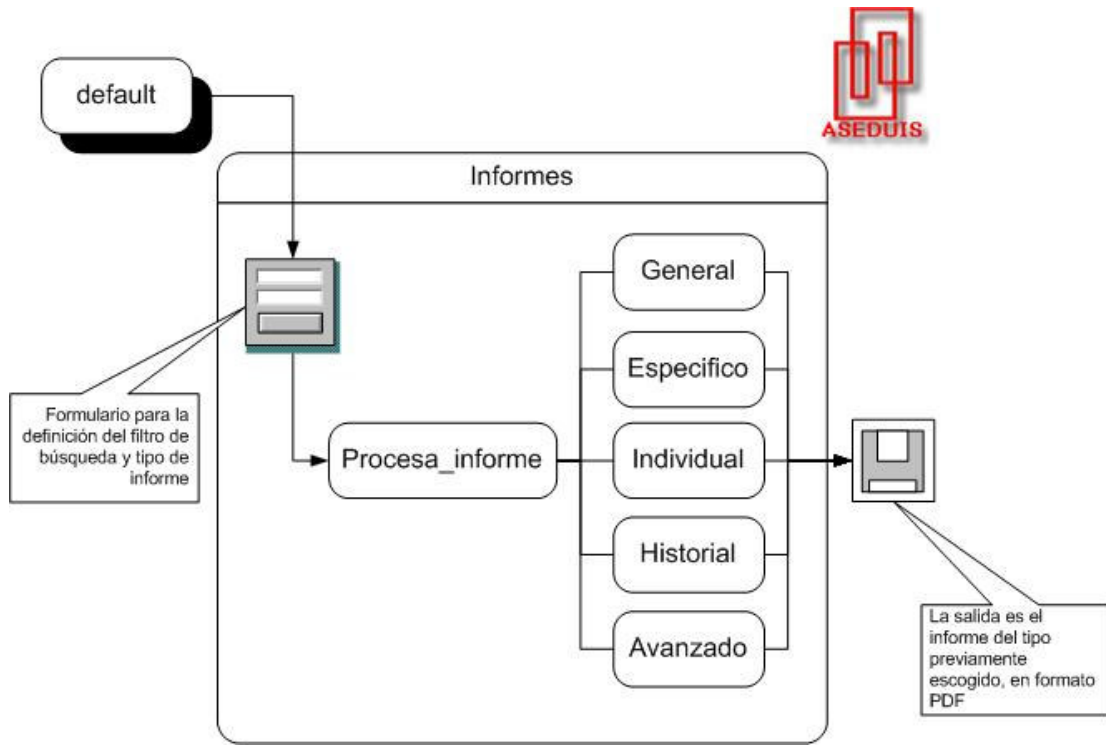 default
ASEDUIS
Informes
General
Especifico
Formulario para la
definición del filtro de
búsqueda y tipo de
informe
Procesa_informe
Individual
Historial
Avanzado
La salida es el
informe del tipo
previamente
escogido, en formato
PDF